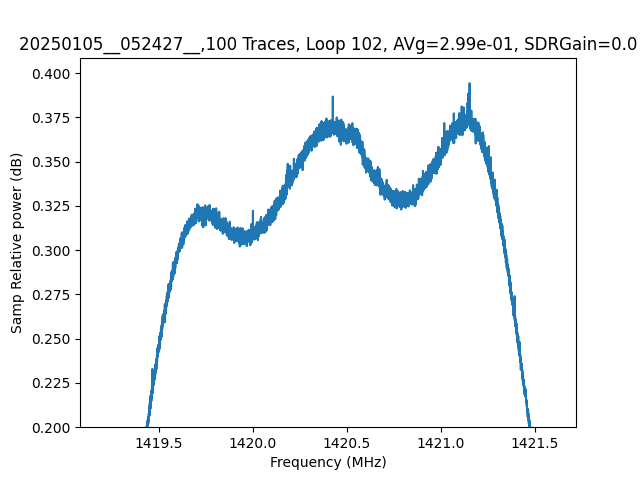 20250105__052427__,100 Traces, Loop 102, AVg=2.99e-01, SDRGain=0.0
0.400
0.375
0.350
0.325
0.300
0.275
0.250
0.225
0.200
Samp Relative power (dB)
1419.5 1420.0 1420.5 1421.0 1421.5
Frequency (MHz)